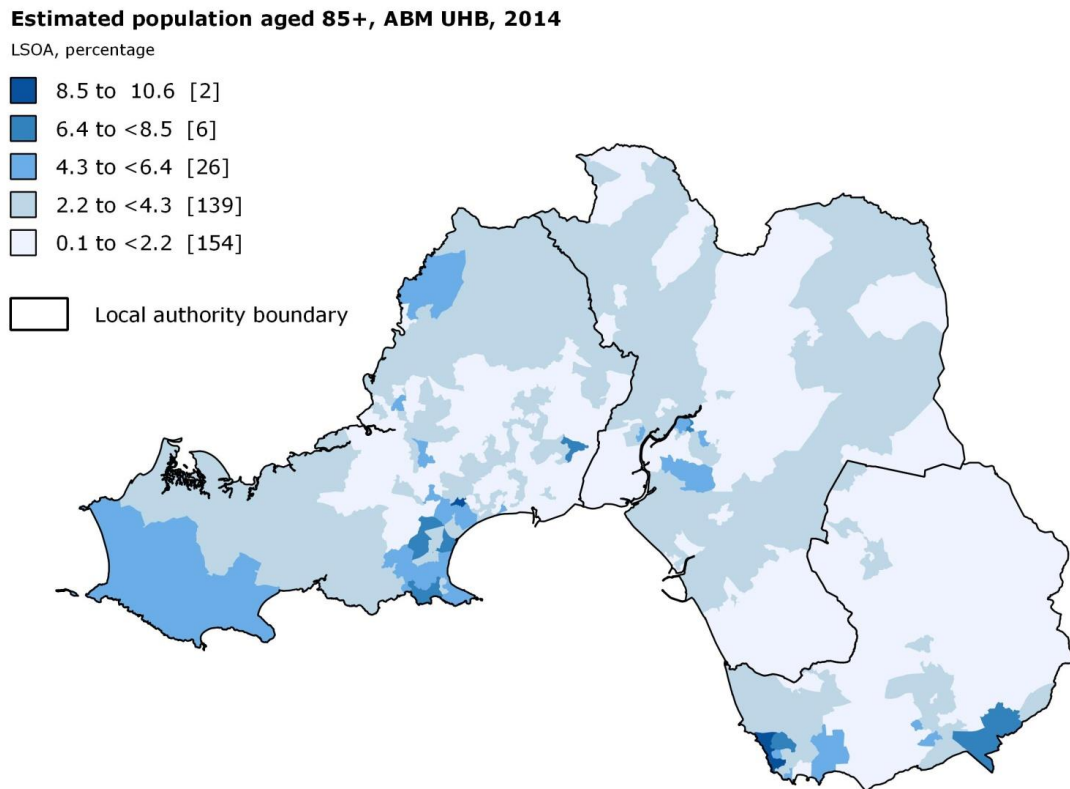 Estimated population aged 85+, ABM UHB, 2014
LSOA, percentage
8.5 to 10.6 [2]
6.4 to <8.5 [6]
4.3 to <6.4 [26]
2.2 to <4.3 [139]
0.1 to <2.2 [154]
Local authority boundary